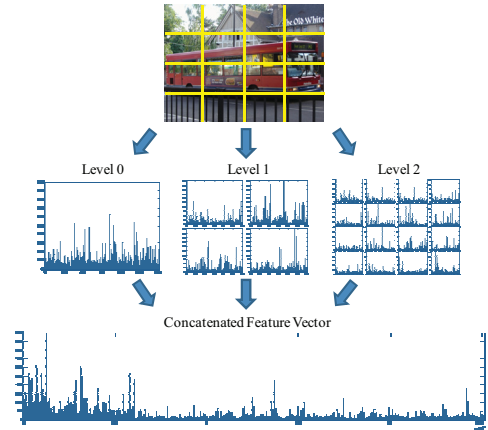 The Old White
Level 0
Level 1
Level 2
Concatenated Feature Vector